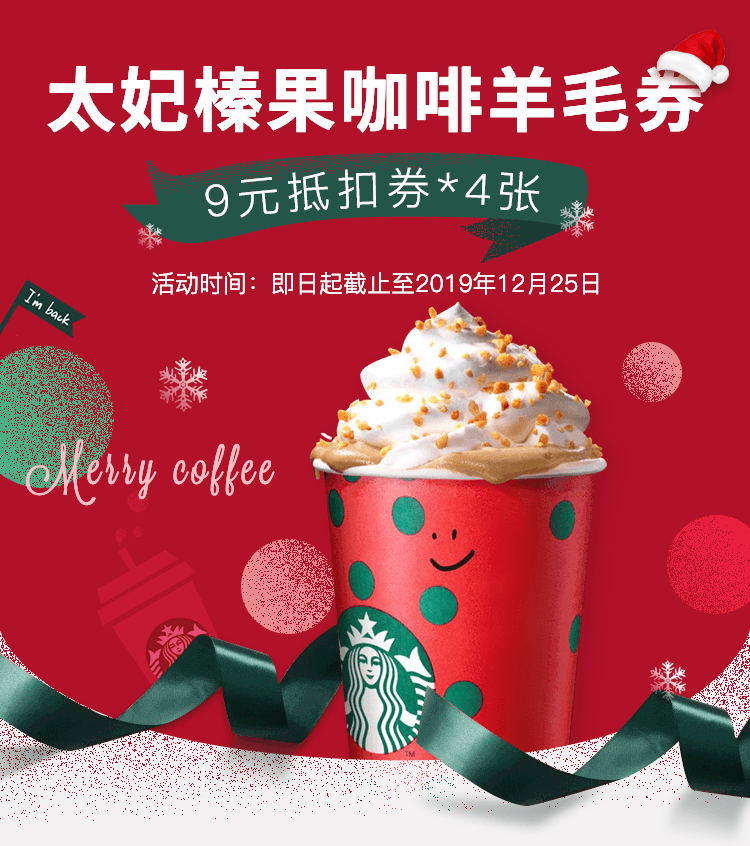 太妃榛果咖啡羊毛券
9元抵扣券*4张
活动时间：即日起截止至2019年12月25日
I'm back
Merry coffee
TM